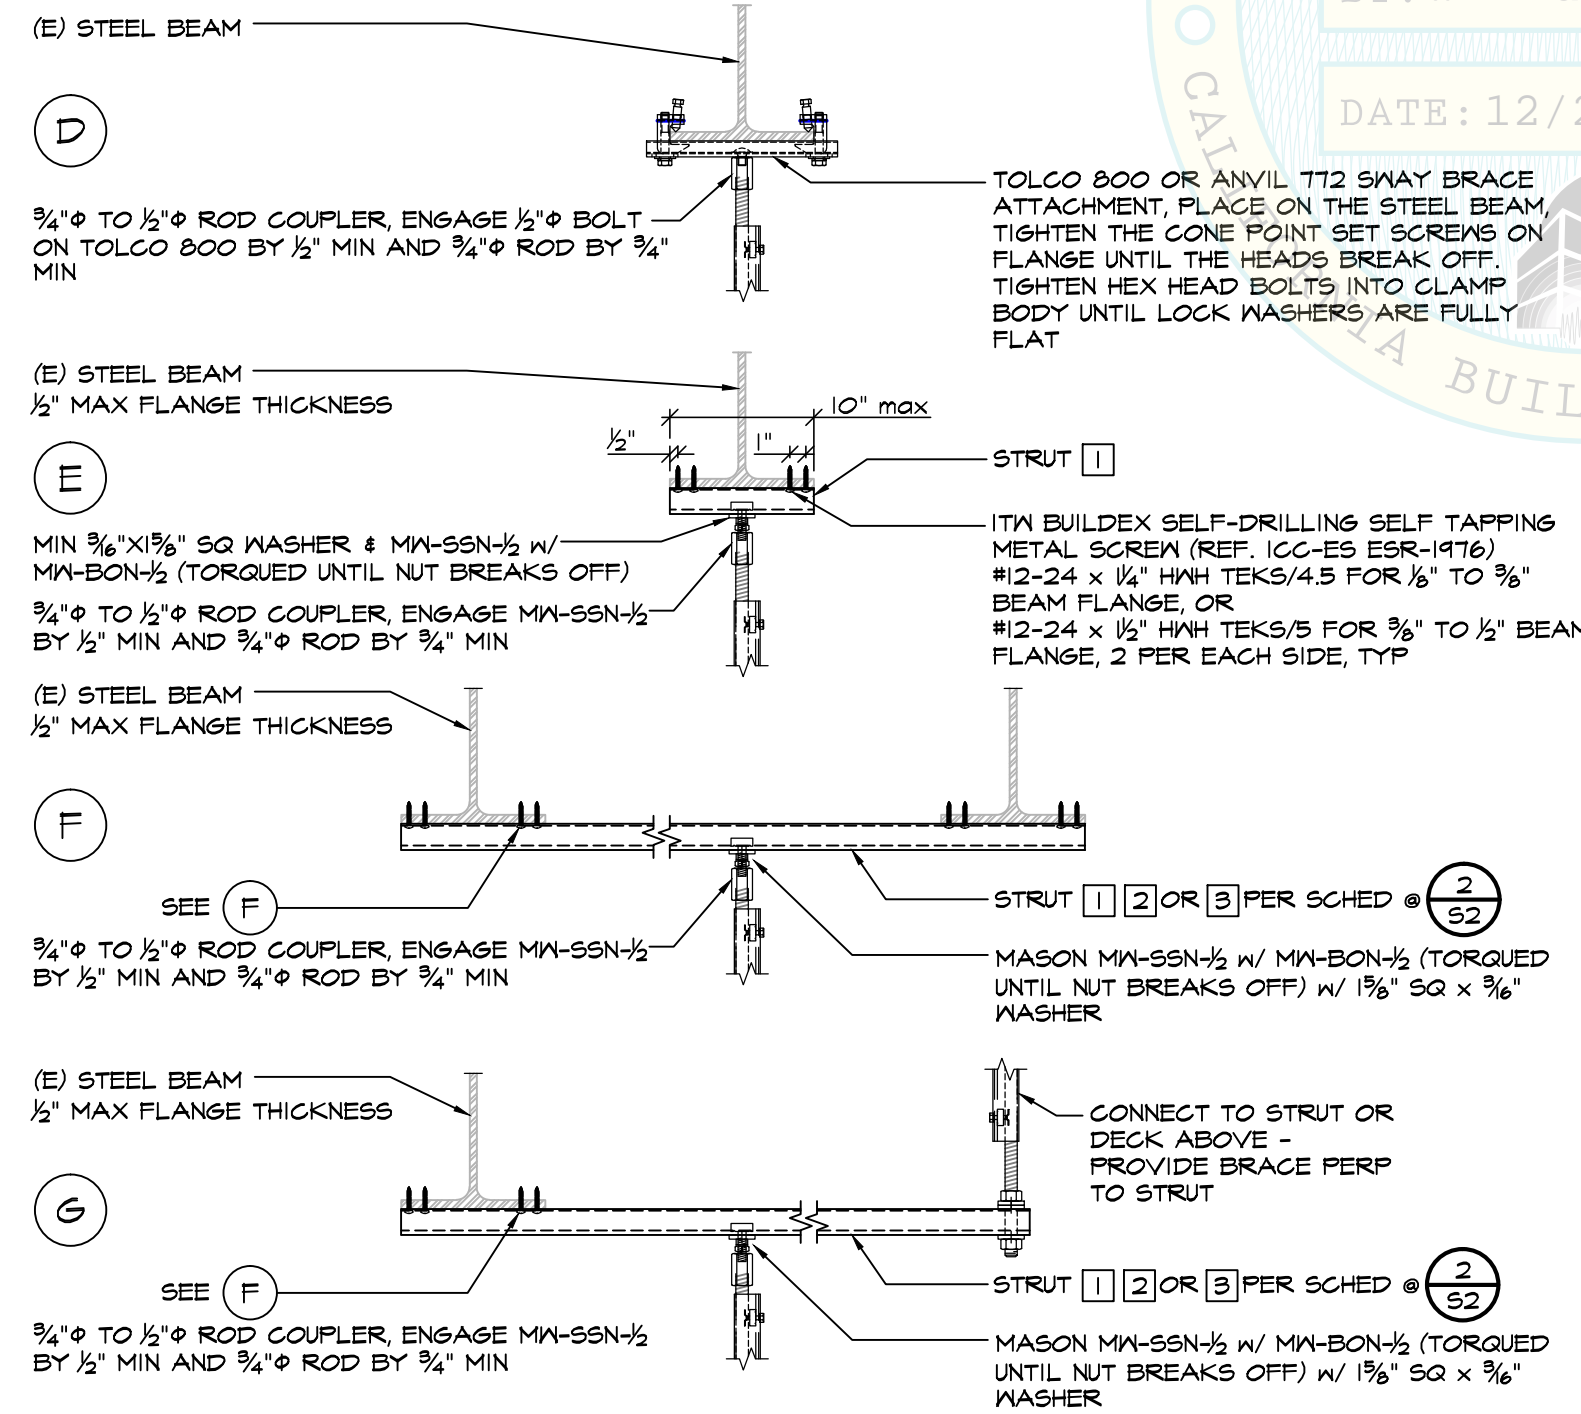 (E) STEEL BEAM
D
¾"Φ TO ½"Φ ROD COUPLER, ENGAGE ½"Φ BOLT
ON TOLCO 800 BY ½" MIN AND ¾"Φ ROD BY ¾"
MIN
TOLCO 800 OR ANVIL 772 SWAY BRACE
ATTACHMENT, PLACE ON THE STEEL BEAM,
TIGHTEN THE CONE POINT SET SCREWS ON
FLANGE UNTIL THE HEADS BREAK OFF.
TIGHTEN HEX HEAD BOLTS INTO CLAMP
BODY UNTIL LOCK WASHERS ARE FULLY
FLAT
DATE: 12/2
CALIFORNIA BUIL
(E) STEEL BEAM
½" MAX FLANGE THICKNESS
10" max
½"
1"
E
STRUT 1
MIN 3/16"X1⅝" SQ WASHER & MW-SSN-½ w/
MW-BON-½ (TORQUED UNTIL NUT BREAKS OFF)
¾"Φ TO ½"Φ ROD COUPLER, ENGAGE MW-SSN-½
BY ½" MIN AND ¾"Φ ROD BY ¾" MIN
ITW BUILDEX SELF-DRILLING SELF TAPPING
METAL SCREW (REF. ICC-ES ESR-1976)
#12-24 x 1¼" HWH TEKS/4.5 FOR ⅛" TO ⅜"
BEAM FLANGE, OR
#12-24 x 1½" HWH TEKS/5 FOR ⅜" TO ½" BEAM
FLANGE, 2 PER EACH SIDE, TYP
(E) STEEL BEAM
½" MAX FLANGE THICKNESS
F
SEE F
¾"Φ TO ½"Φ ROD COUPLER, ENGAGE MW-SSN-½
BY ½" MIN AND ¾"Φ ROD BY ¾" MIN
STRUT 1 2 OR 3 PER SCHED @ 2
S2
MASON MW-SSN-½ w/ MW-BON-½ (TORQUED
UNTIL NUT BREAKS OFF) w/ 1⅝" SQ x 3/16"
WASHER
(E) STEEL BEAM
½" MAX FLANGE THICKNESS
CONNECT TO STRUT OR
DECK ABOVE -
PROVIDE BRACE PERP
TO STRUT
G
SEE F
¾"Φ TO ½"Φ ROD COUPLER, ENGAGE MW-SSN-½
BY ½" MIN AND ¾"Φ ROD BY ¾" MIN
STRUT 1 2 OR 3 PER SCHED @ 2
S2
MASON MW-SSN-½ w/ MW-BON-½ (TORQUED
UNTIL NUT BREAKS OFF) w/ 1⅝" SQ x 3/16"
WASHER